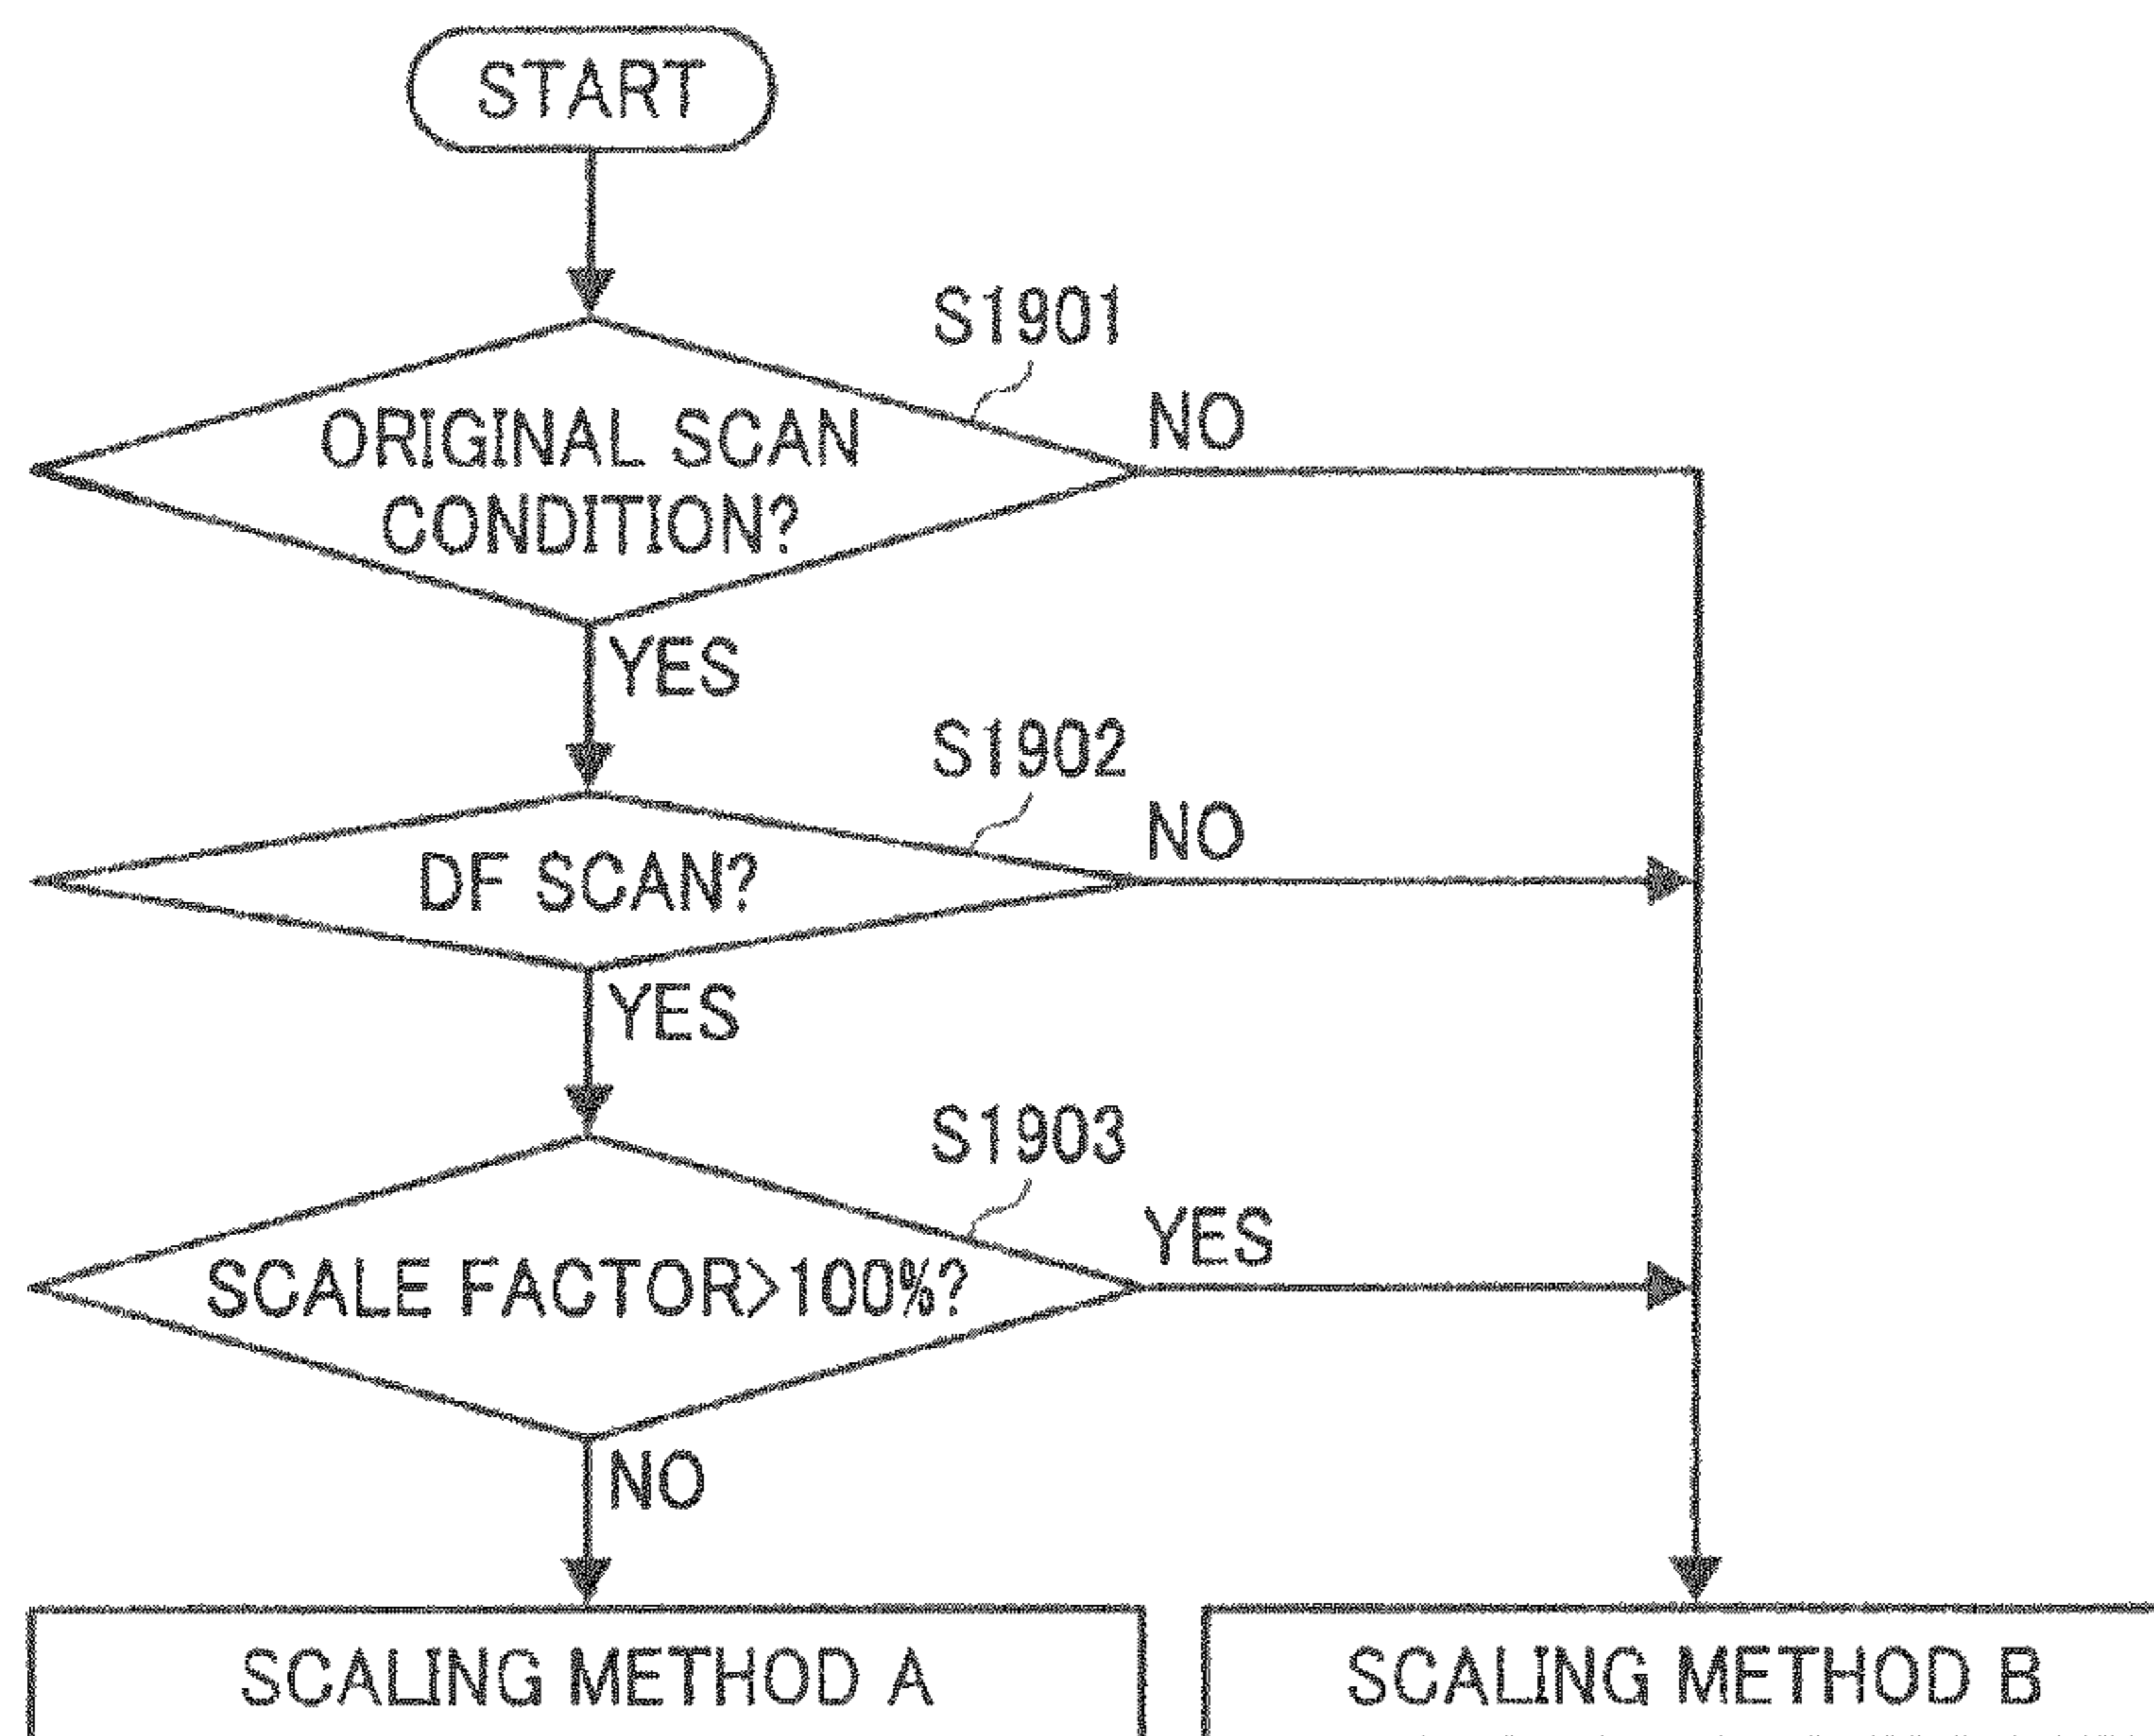 START
S1901
NO
ORIGINAL SCAN
CONDITION?
YES
S1902
NO
DF SCAN?
YES
S1903
YES
SCALE FACTOR>100%?
NO
SCALING METHOD A
SCALING METHOD B